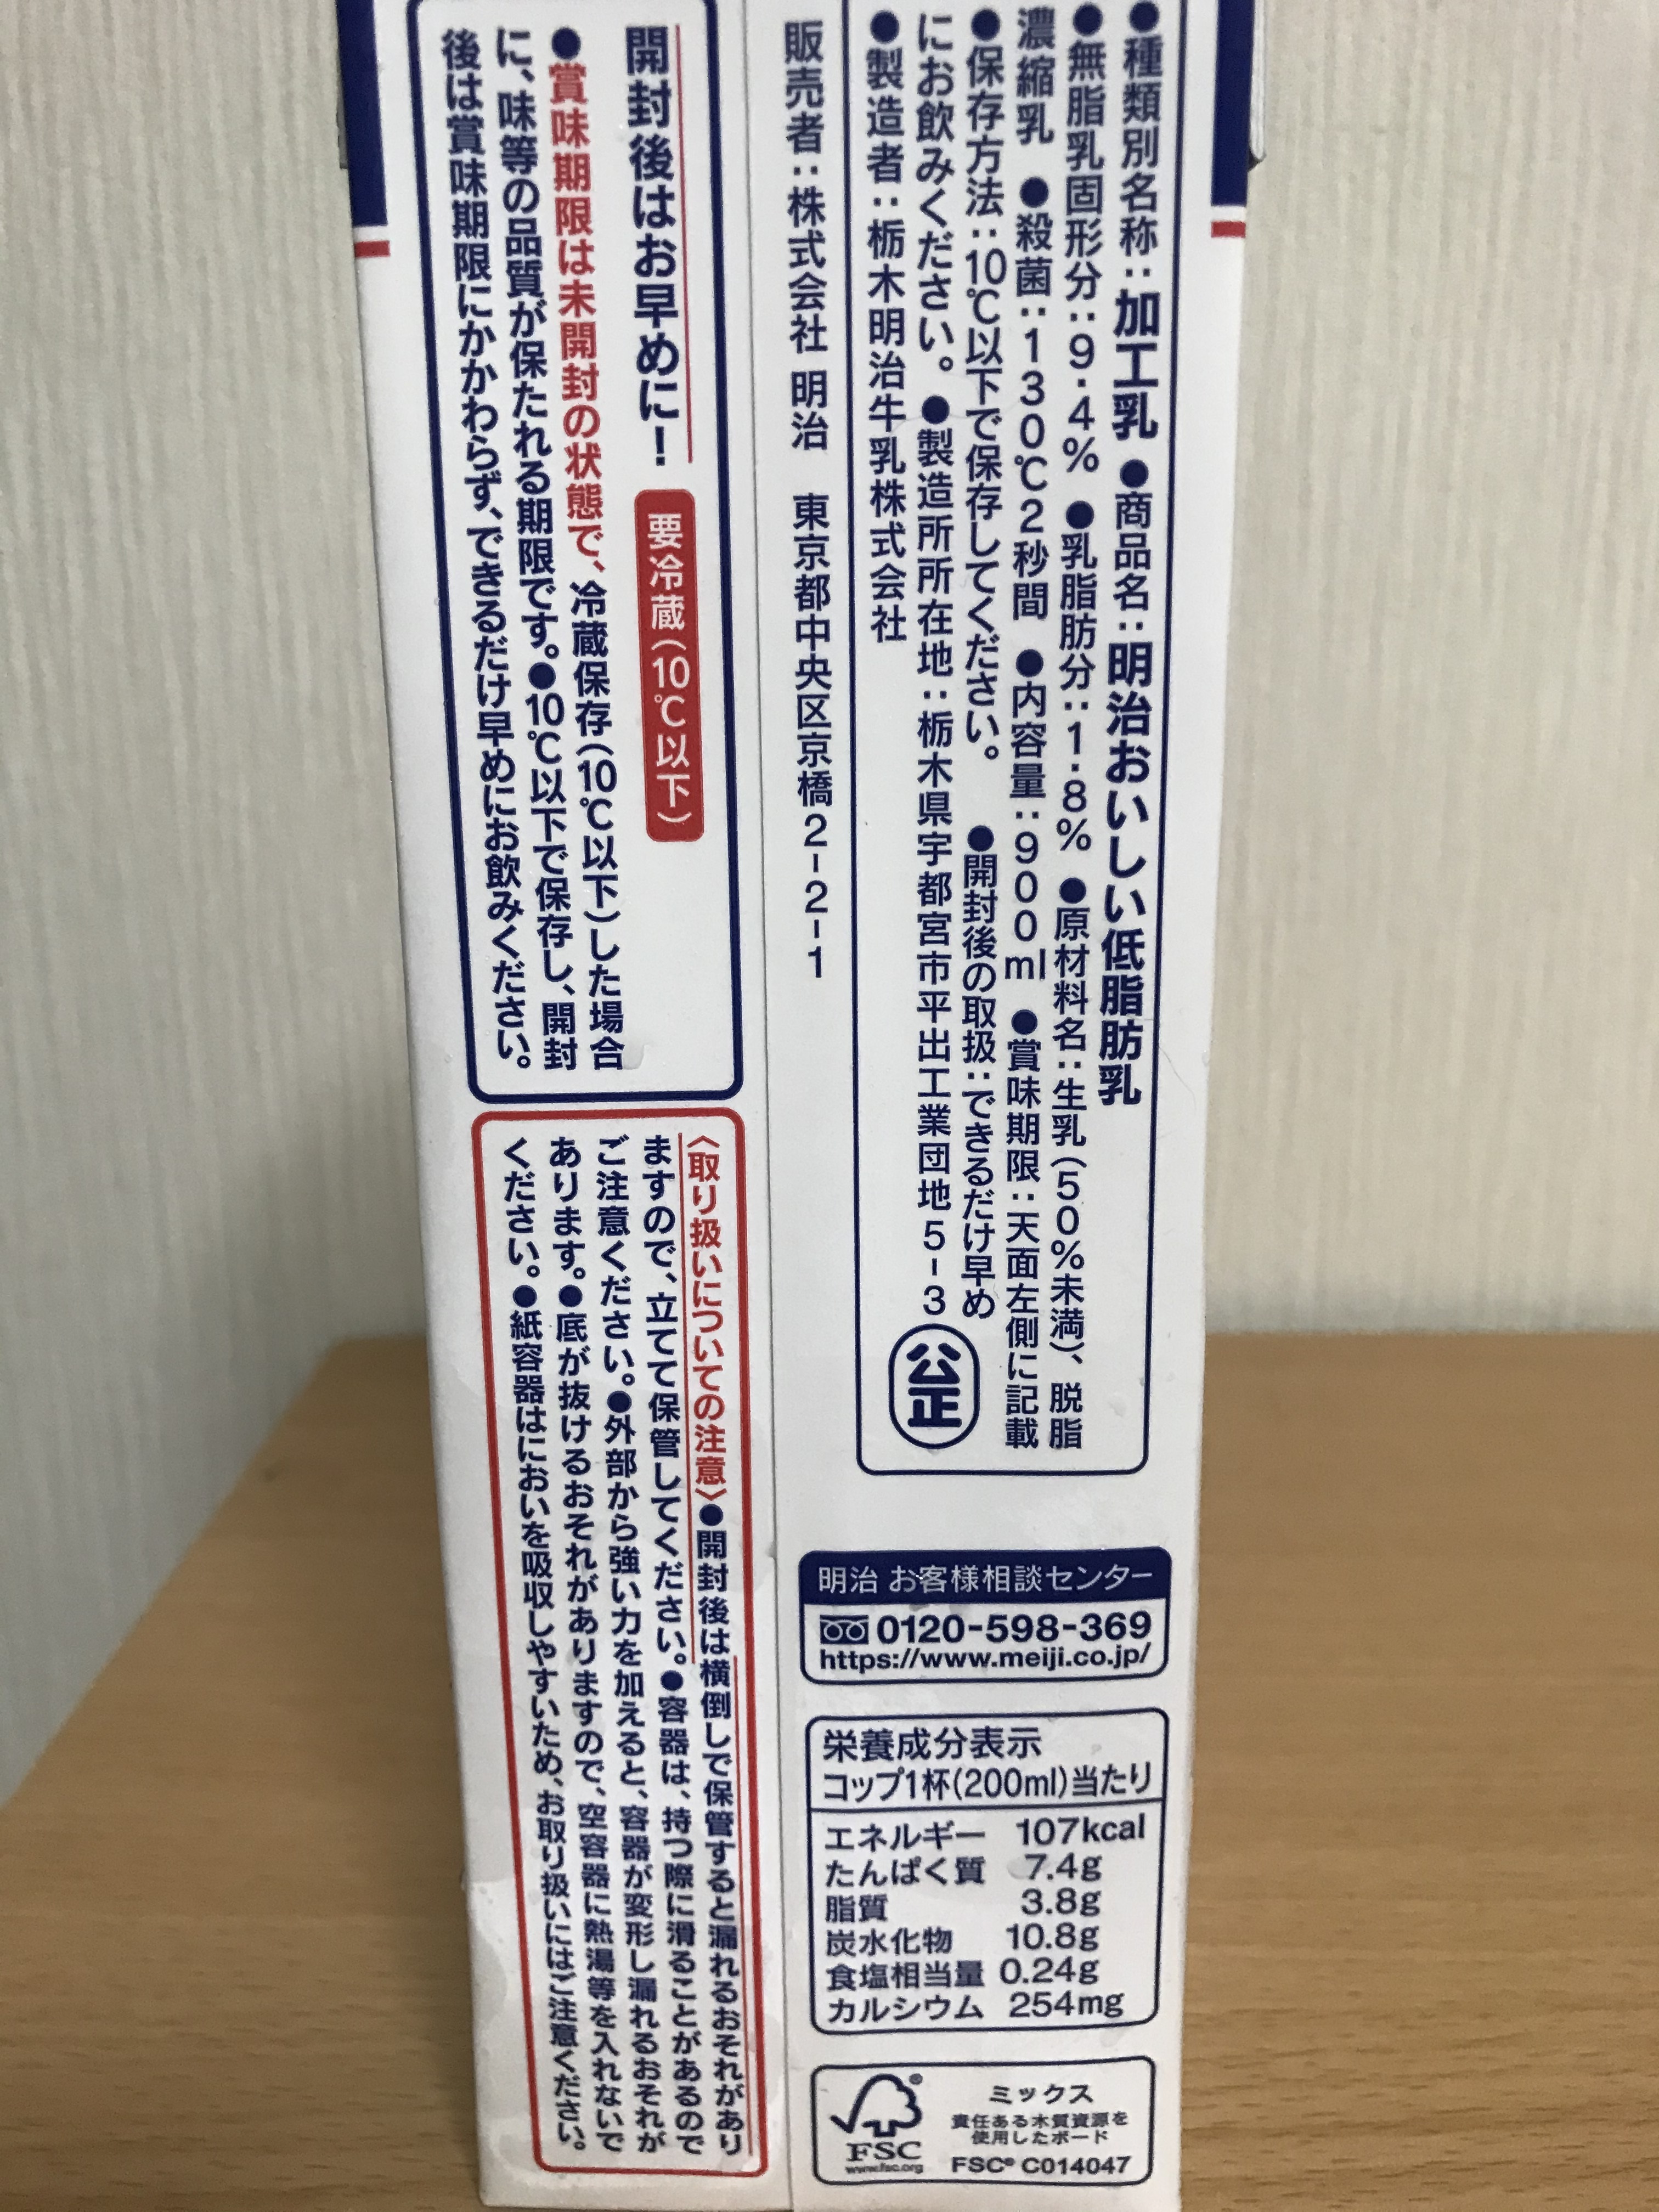 ●種類別名称：加工乳 ●商品名：明治おいしい低脂肪乳
●無脂乳固形分：9.4% ●乳脂肪分：1.8% ●原材料名：生乳（50%未満）、脱脂
濃縮乳 ●殺菌：130℃2秒間 ●内容量：900ml ●賞味期限：天面左側に記載
●保存方法：10℃以下で保存してください。 ●開封後の取扱：できるだけ早め
にお飲みください。 ●製造所所在地：栃木県宇都宮市平出工業団地5-3
●製造者：栃木明治牛乳株式会社
公正
販売者：株式会社 明治 東京都中央区京橋2-2-1
開封後はお早めに！ 要冷蔵（10℃以下）
●賞味期限は未開封の状態で、冷蔵保存（10℃以下）した場合
に、味等の品質が保たれる期限です。●10℃以下で保存し、開封
後は賞味期限にかかわらず、できるだけ早めにお飲みください。
〈取り扱いについての注意〉●開封後は横倒しで保管すると漏れるおそれがあり
ますので、立てて保管してください。●容器は、持つ際に滑ることがあるので
ご注意ください。●外部から強い力を加えると、容器が変形し漏れるおそれが
あります。●底が抜けるおそれがありますので、空容器に熱湯等を入れないで
ください。●紙容器はにおいを吸収しやすいため、お取り扱いにはご注意ください。
明治 お客様相談センター
0120-598-369
https://www.meiji.co.jp/
栄養成分表示
コップ1杯(200ml)当たり
エネルギー 107kcal
たんぱく質 7.4g
脂質 3.8g
炭水化物 10.8g
食塩相当量 0.24g
カルシウム 254mg
FSC
www.fsc.org
ミックス
責任ある木質資源を
使用したボード
FSC® C014047